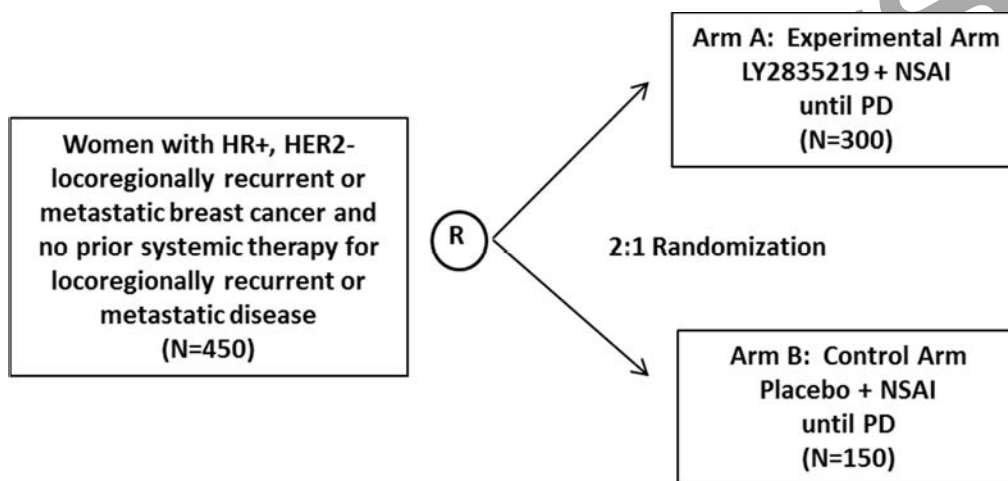 Women with HR+, HER2-
locoregionally recurrent or
metastatic breast cancer and
no prior systemic therapy for
locoregionally recurrent or
metastatic disease
(N=450)
R
2:1 Randomization
Arm A: Experimental Arm
LY2835219 + NSAI
until PD
(N=300)
Arm B: Control Arm
Placebo + NSAI
until PD
(N=150)